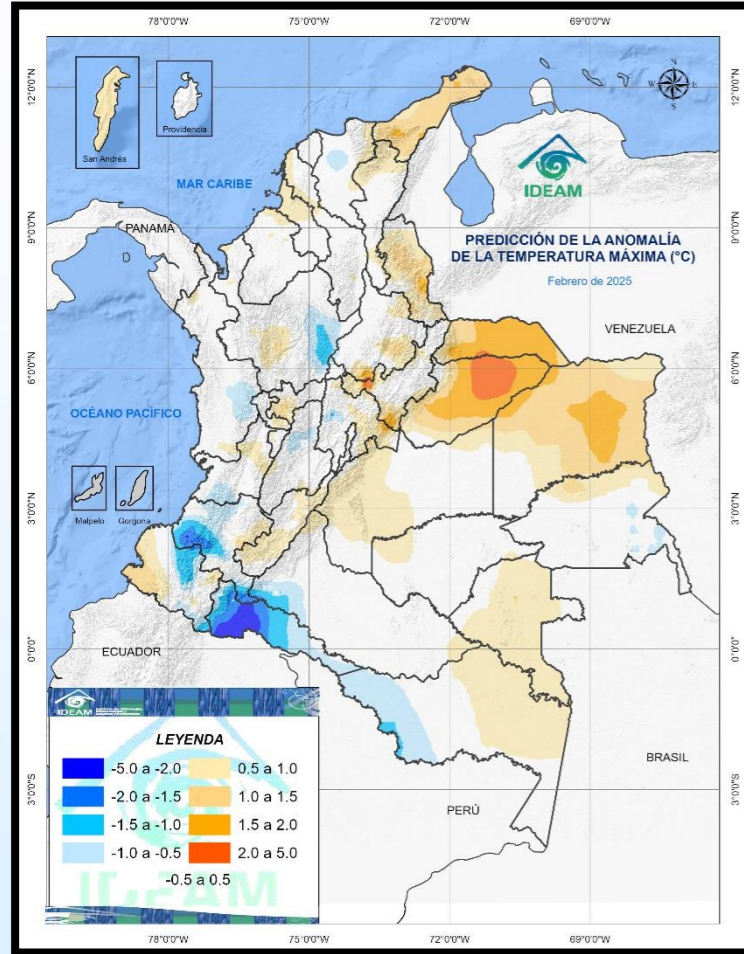 78°0'0"W
75°0'0"W
72°0'0"W
69°0'0"W
12°0'0"N
9°0'0"N
6°0'0"N
3°0'0"N
0°0'0"
3°0'0"S
12°0'0"N
9°0'0"N
6°0'0"N
3°0'0"N
0°0'0"
3°0'0"S
San Andrés
Providencia
N
W
E
S
IDEAM
MAR CARIBE
PANAMÁ
PREDICCIÓN DE LA ANOMALÍA
DE LA TEMPERATURA MÁXIMA (°C)
Febrero de 2025
VENEZUELA
OCÉANO PACÍFICO
Malpelo
Gorgona
ECUADOR
BRASIL
PERÚ
IDEAM
LEYENDA
-5.0 a -2.0
0.5 a 1.0
-2.0 a -1.5
1.0 a 1.5
-1.5 a -1.0
1.5 a 2.0
-1.0 a -0.5
2.0 a 5.0
-0.5 a 0.5
IDEAM
78°0'0"W
75°0'0"W
72°0'0"W
69°0'0"W